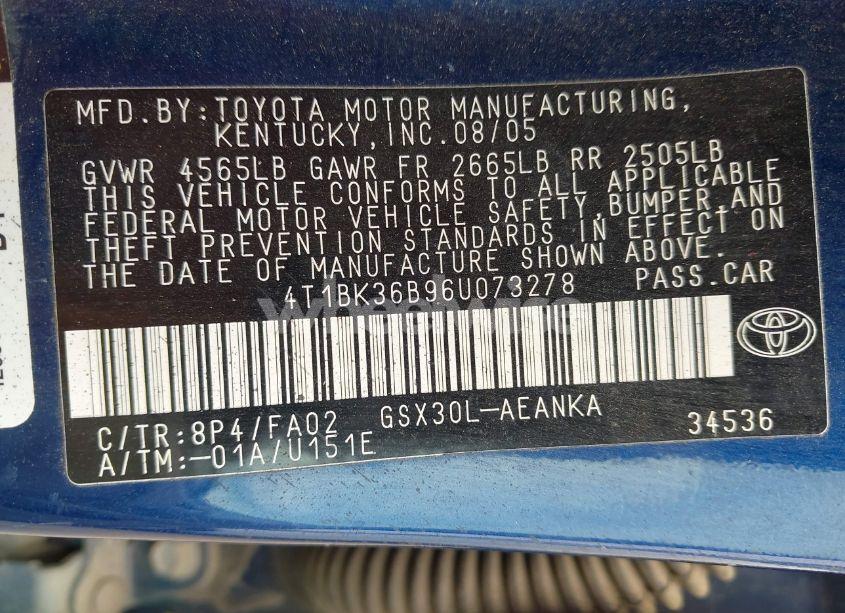 MFD.BY:TOYOTA MOTOR MANUFACTURING,
KENTUCKY,INC.08/05
GVWR 4565LB GAWR FR 2665LB RR 2505LB
THIS VEHICLE CONFORMS TO ALL APPLICABLE
FEDERAL MOTOR VEHICLE SAFETY,BUMPER,AND
THEFT PREVENTION STANDARDS IN EFFECT ON
THE DATE OF MANUFACTURE SHOWN ABOVE.
4T1BK36B96U073278 PASS.CAR
wheelwise
C/TR:8P4/FA02 GSX30L-AEANKA 34536
A/TM:-01A/U151E